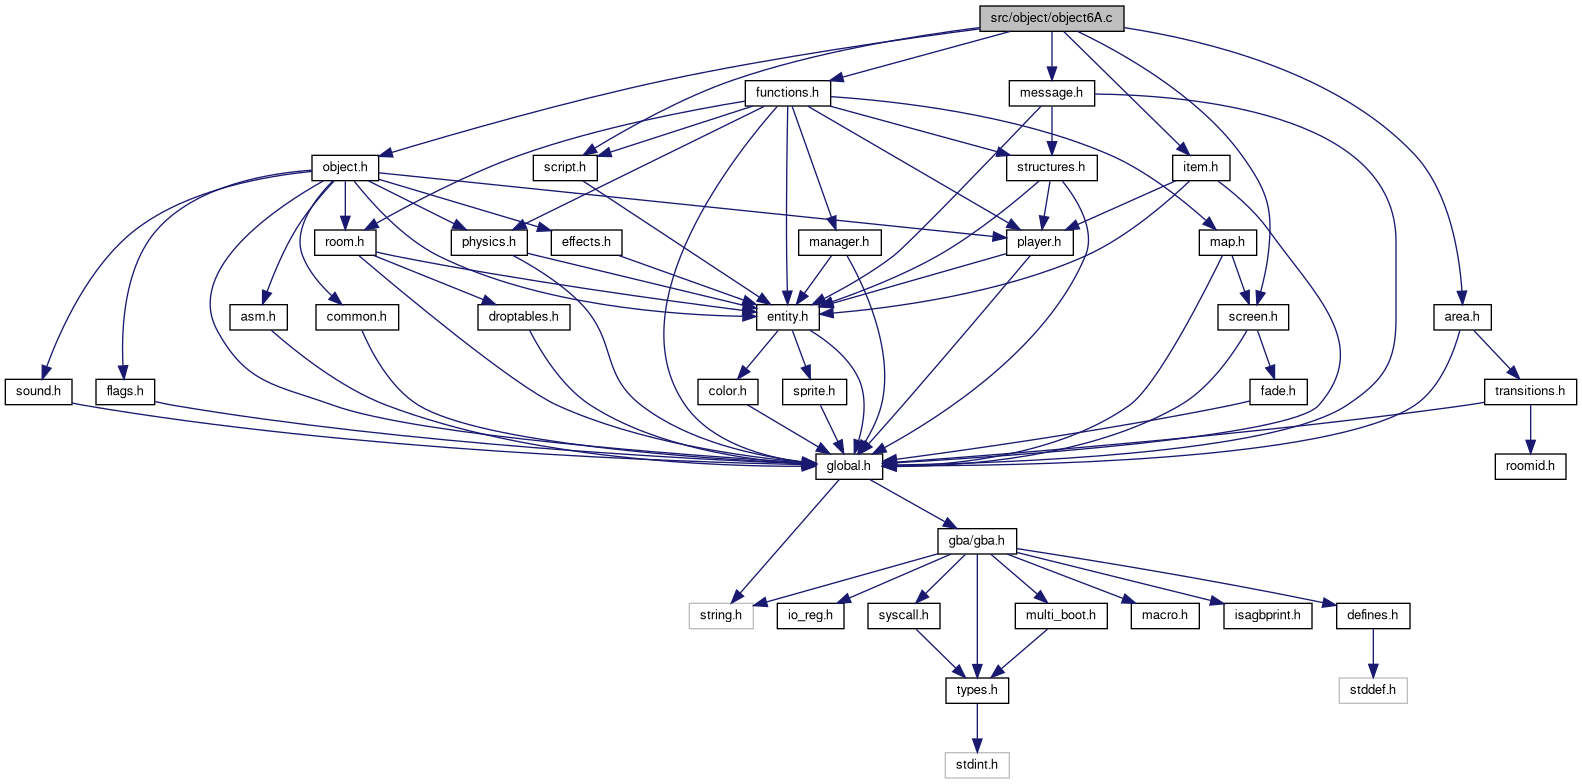 src/object/object6A.c
functions.h
message.h
object.h
script.h
structures.h
item.h
room.h
physics.h
effects.h
manager.h
player.h
map.h
asm.h
common.h
droptables.h
entity.h
screen.h
area.h
sound.h
flags.h
color.h
sprite.h
fade.h
transitions.h
global.h
roomid.h
gba/gba.h
string.h
io_reg.h
syscall.h
multi_boot.h
macro.h
isagbprint.h
defines.h
types.h
stddef.h
stdint.h